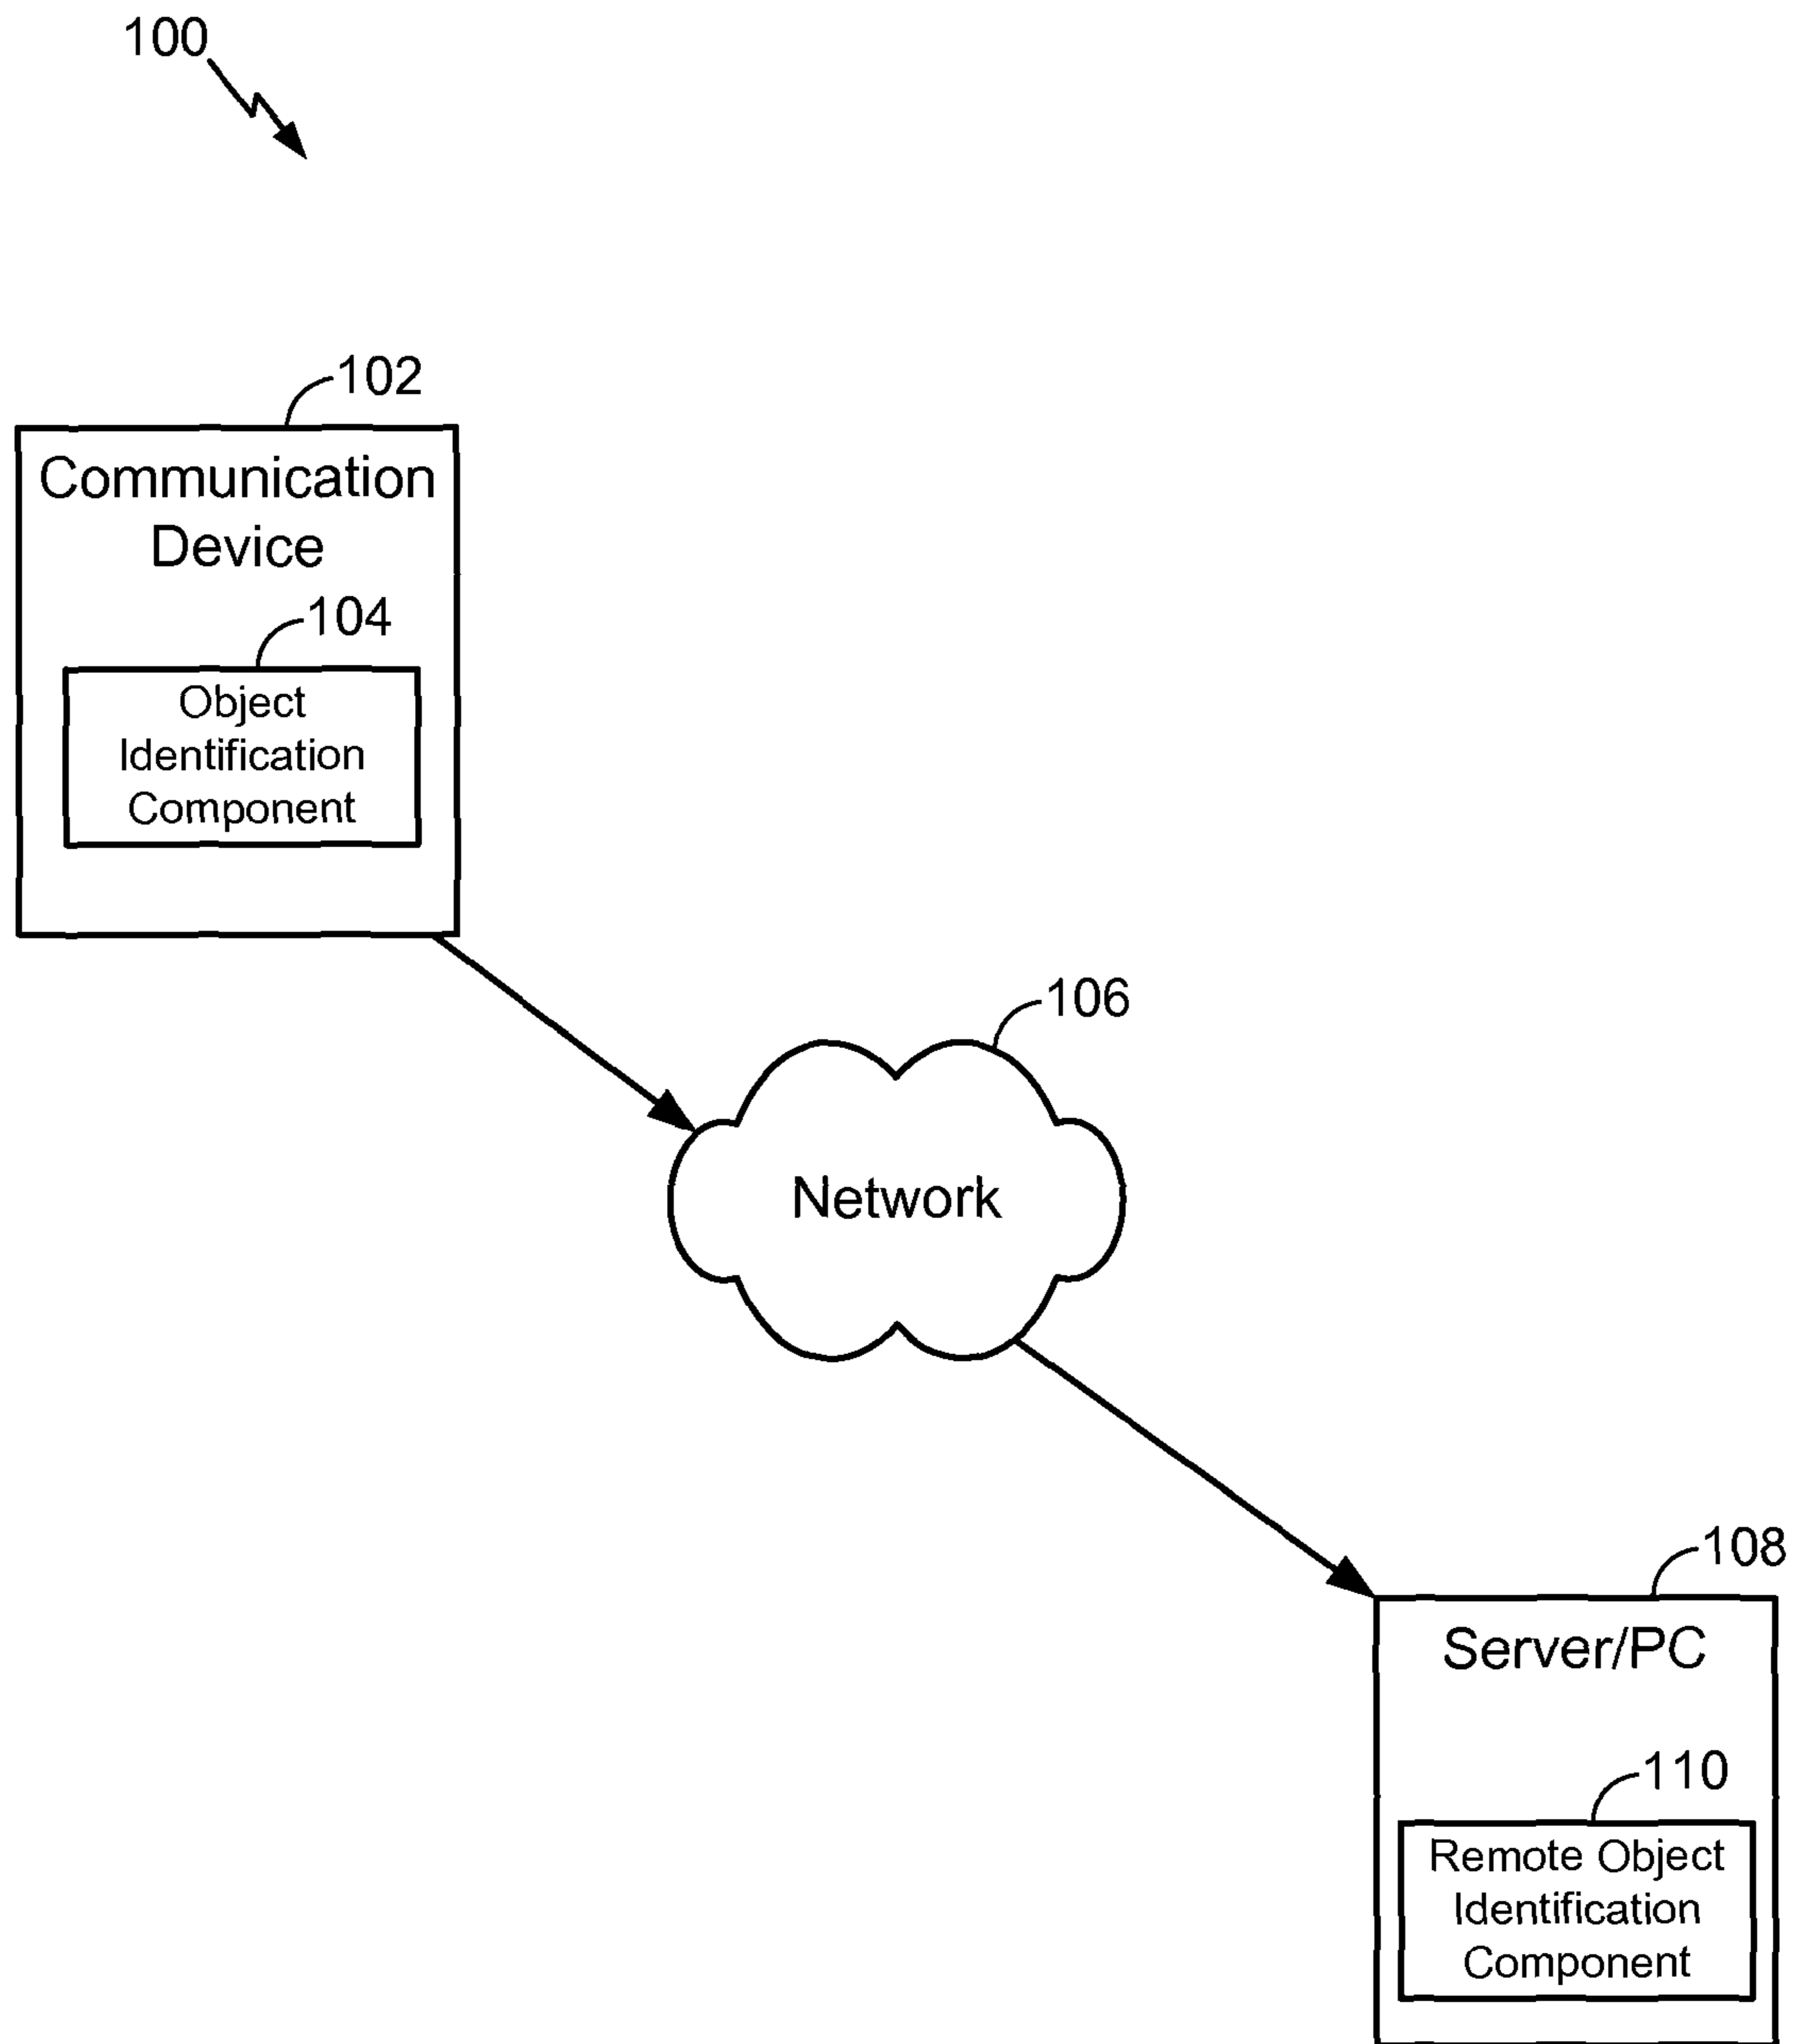 100
102
Communication
Device
104
Object
Identification
Component
106
Network
108
Server/PC
110
Remote Object
Identification
Component